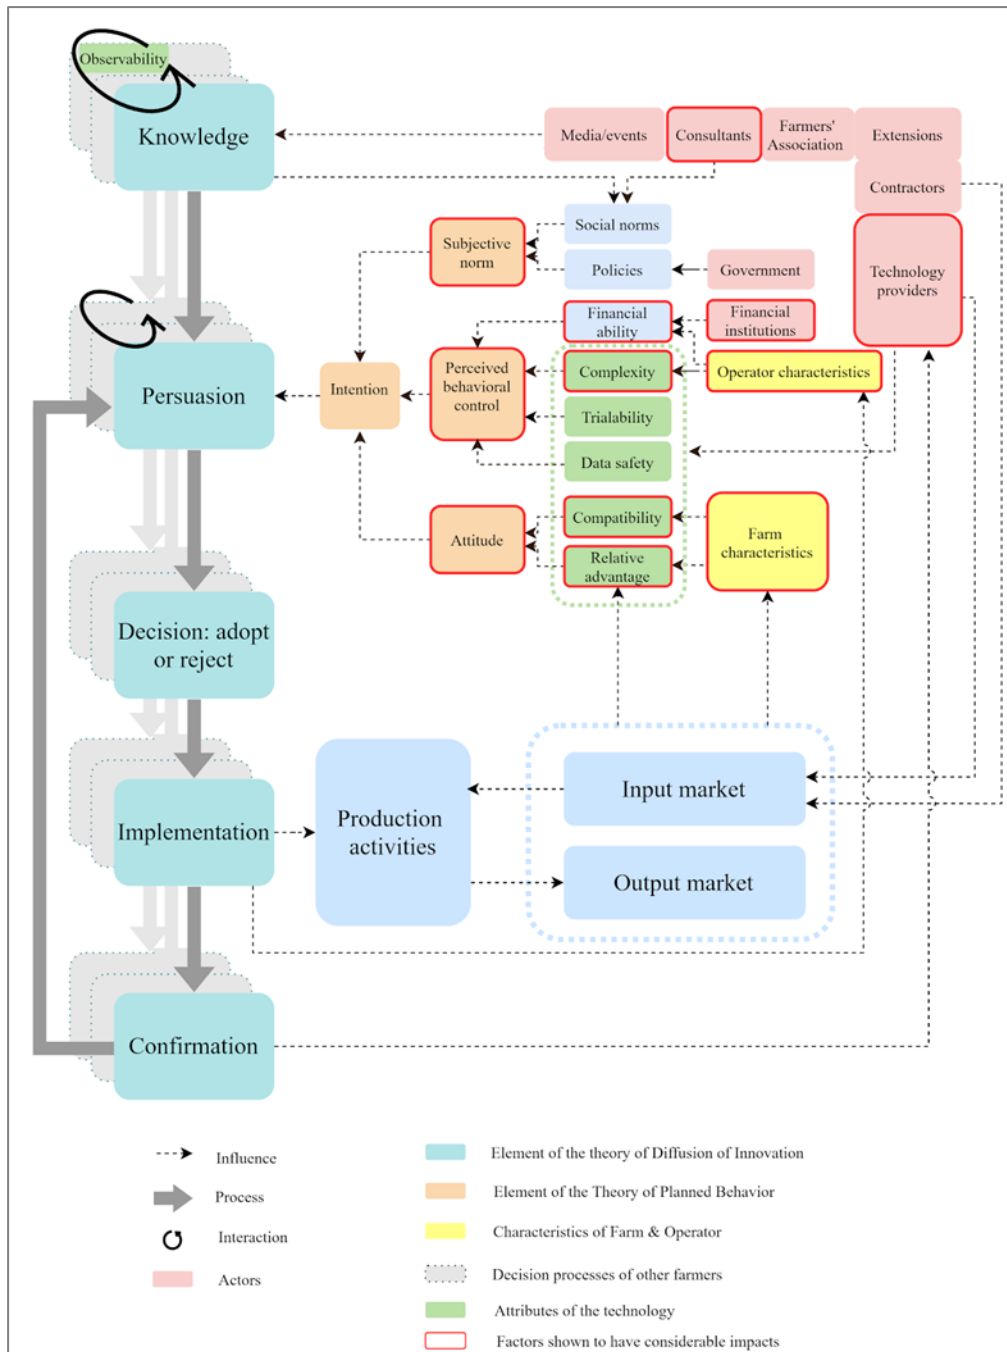 Observability
Knowledge
Media/events
Consultants
Farmers'
Association
Extensions
Contractors
Social norms
Subjective
norm
Policies
Government
Technology
providers
Financial
ability
Financial
institutions
Persuasion
Intention
Perceived
behavioral
control
Complexity
Operator characteristics
Trialability
Data safety
Attitude
Compatibility
Relative
advantage
Farm
characteristics
Decision: adopt
or reject
Implementation
Production
activities
Input market
Output market
Confirmation
Influence
Process
Interaction
Actors
Element of the theory of Diffusion of Innovation
Element of the Theory of Planned Behavior
Characteristics of Farm & Operator
Decision processes of other farmers
Attributes of the technology
Factors shown to have considerable impacts